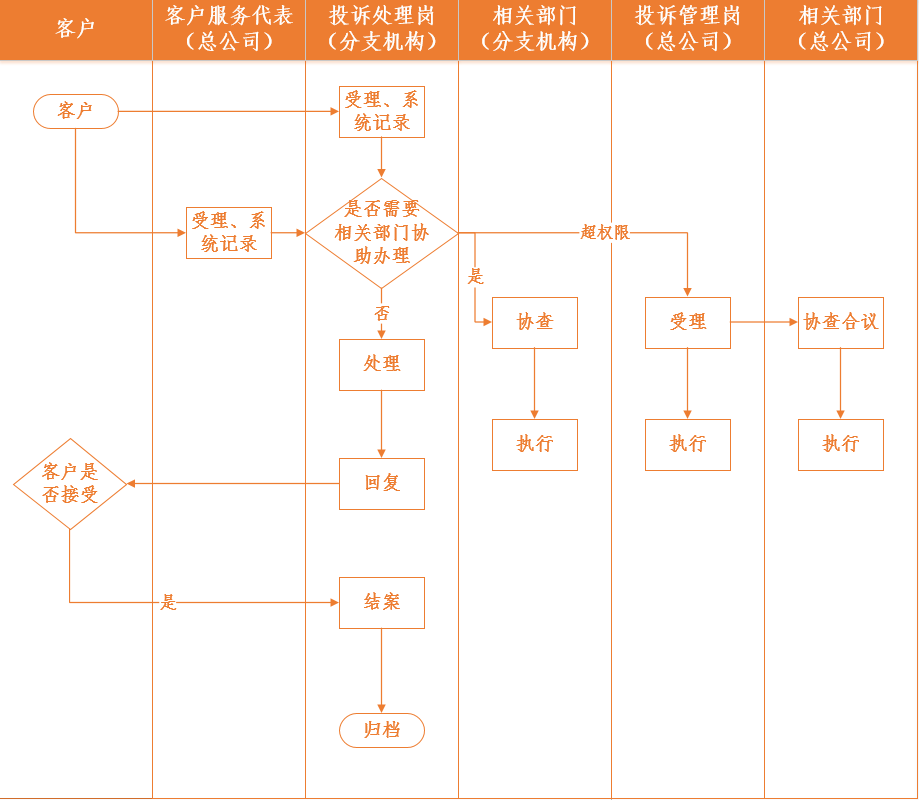 客户
客户服务代表
（总公司）
投诉处理岗
（分支机构）
相关部门
（分支机构）
投诉管理岗
（总公司）
相关部门
（总公司）
客户
受理、系
统记录
受理、系
统记录
是否需要
相关部门协
助办理
超权限
是
否
协查
受理
协查会议
处理
执行
执行
执行
客户是
否接受
回复
是
结案
归档